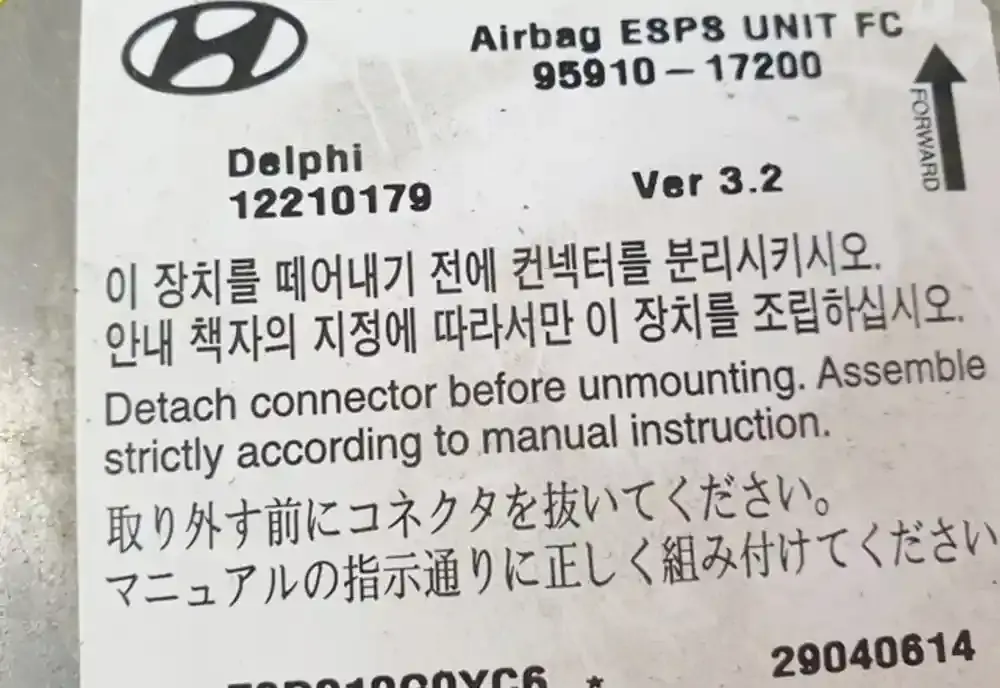 Airbag ESPS UNIT FC
95910-17200
FORWARD
Delphi
12210179
Ver 3.2
이 장치를 떼어내기 전에 컨넥터를 분리시키시오.
안내 책자의 지정에 따라서만 이 장치를 조립하십시오.
Detach connector before unmounting. Assemble
strictly according to manual instruction.
取り外す前にコネクタを抜いてください。
マニュアルの指示通りに正しく組み付けてください
29040614